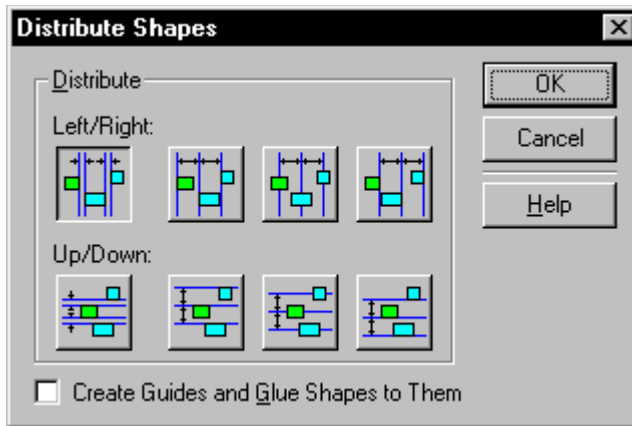 Distribute Shapes
Distribute
OK
Left/Right:
Cancel
Help
Up/Down:
Create Guides and Glue Shapes to Them